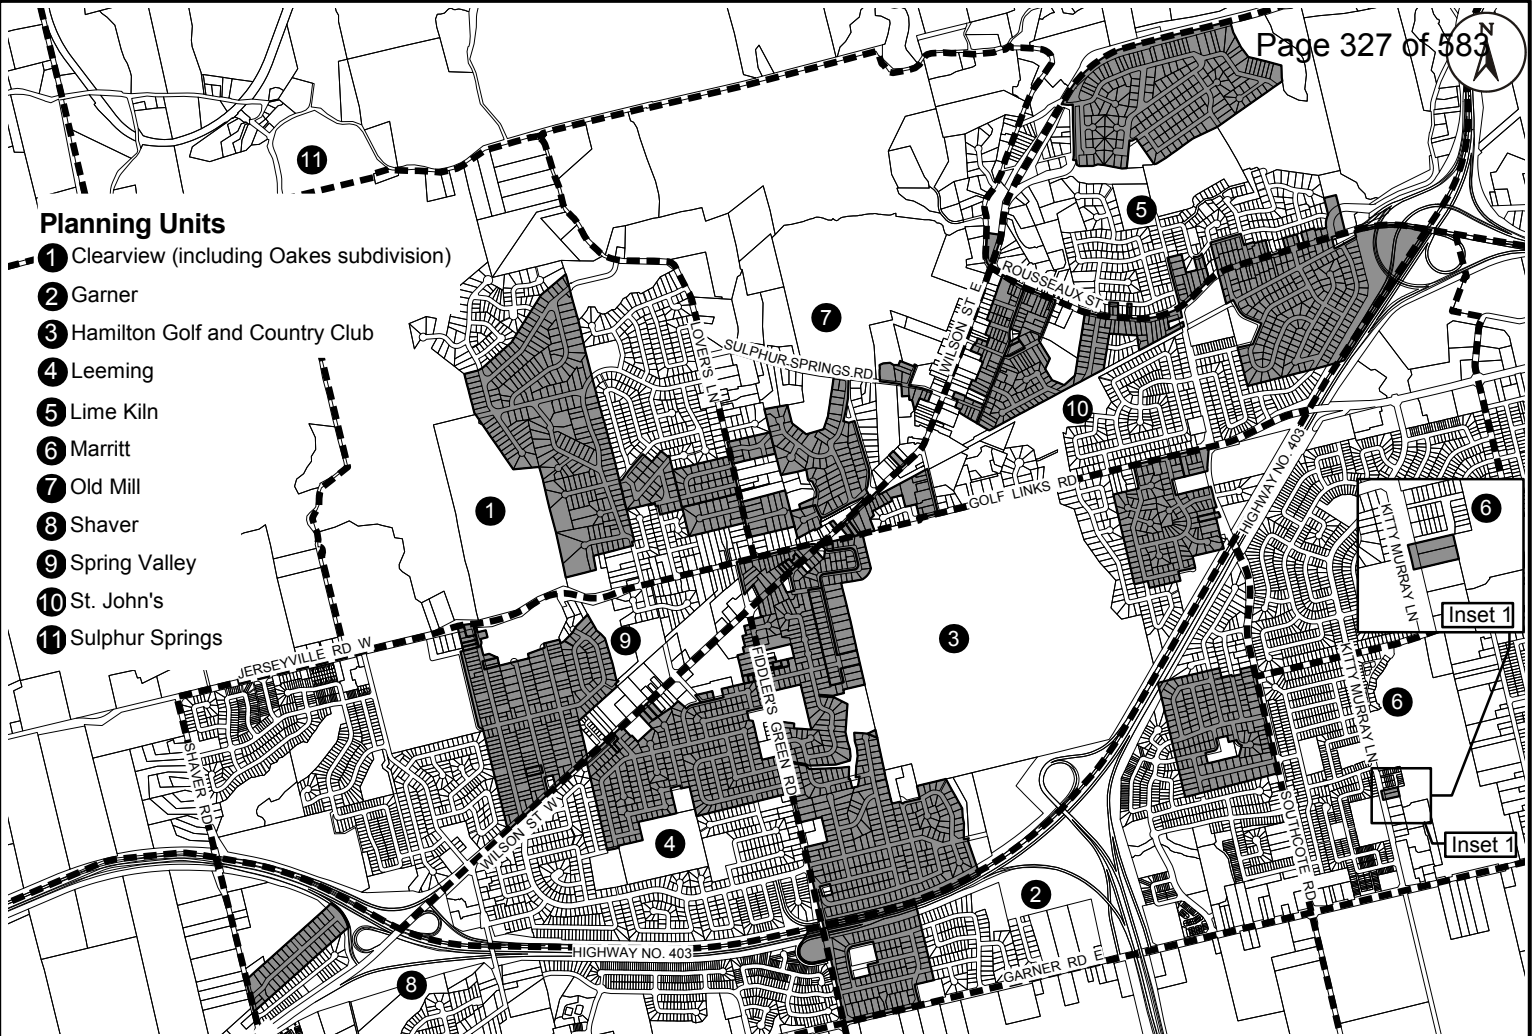 Page 327 of 583
N
11
Planning Units
1 Clearview (including Oakes subdivision)
2 Garner
3 Hamilton Golf and Country Club
4 Leeming
5 Lime Kiln
6 Marritt
7 Old Mill
8 Shaver
9 Spring Valley
10 St. John's
11 Sulphur Springs
5
ROUSSEAUX ST
7
WILSON ST E
LOVER'S LN
SULPHUR SPRINGS RD
10
GOLF LINKS RD
HIGHWAY NO. 403
1
6
KITTY MURRAY LN
Inset 1
9
3
JERSEYVILLE RD W
FIDDLER'S GREEN RD
KITTY MURRAY LN
6
SHAVER RD
WILSON ST W
4
SOUTHCOTE RD
Inset 1
2
HIGHWAY NO. 403
GARNER RD E
8